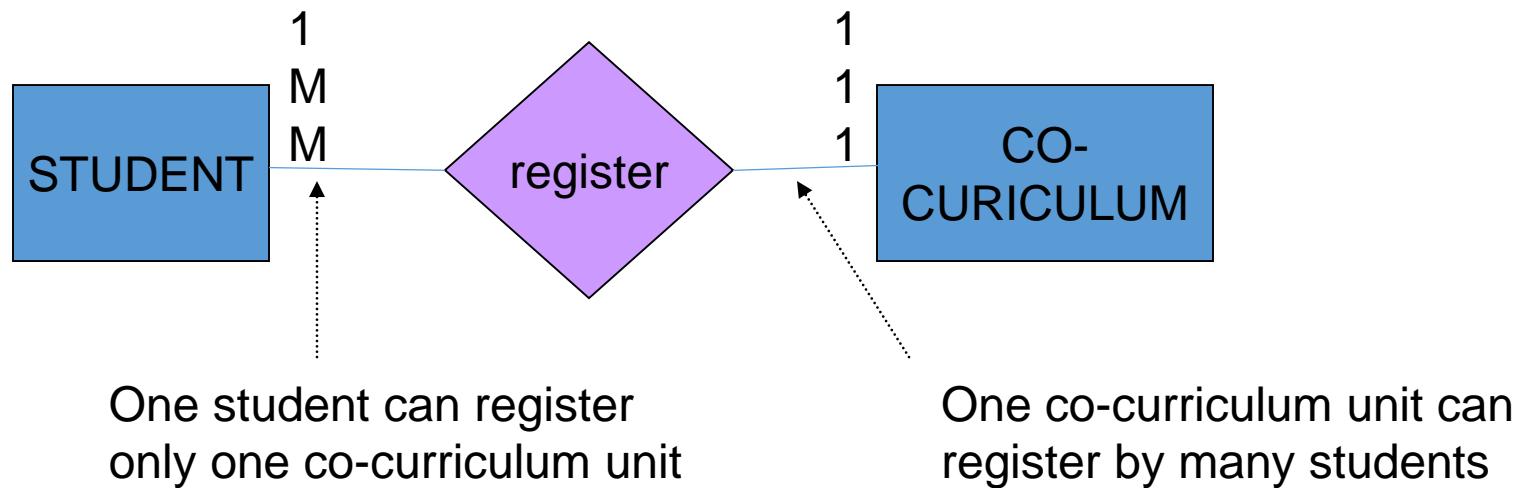 1
M
M
1
1
1
STUDENT
register
CO-
CURICULUM
One student can register
only one co-curriculum unit
One co-curriculum unit can
register by many students